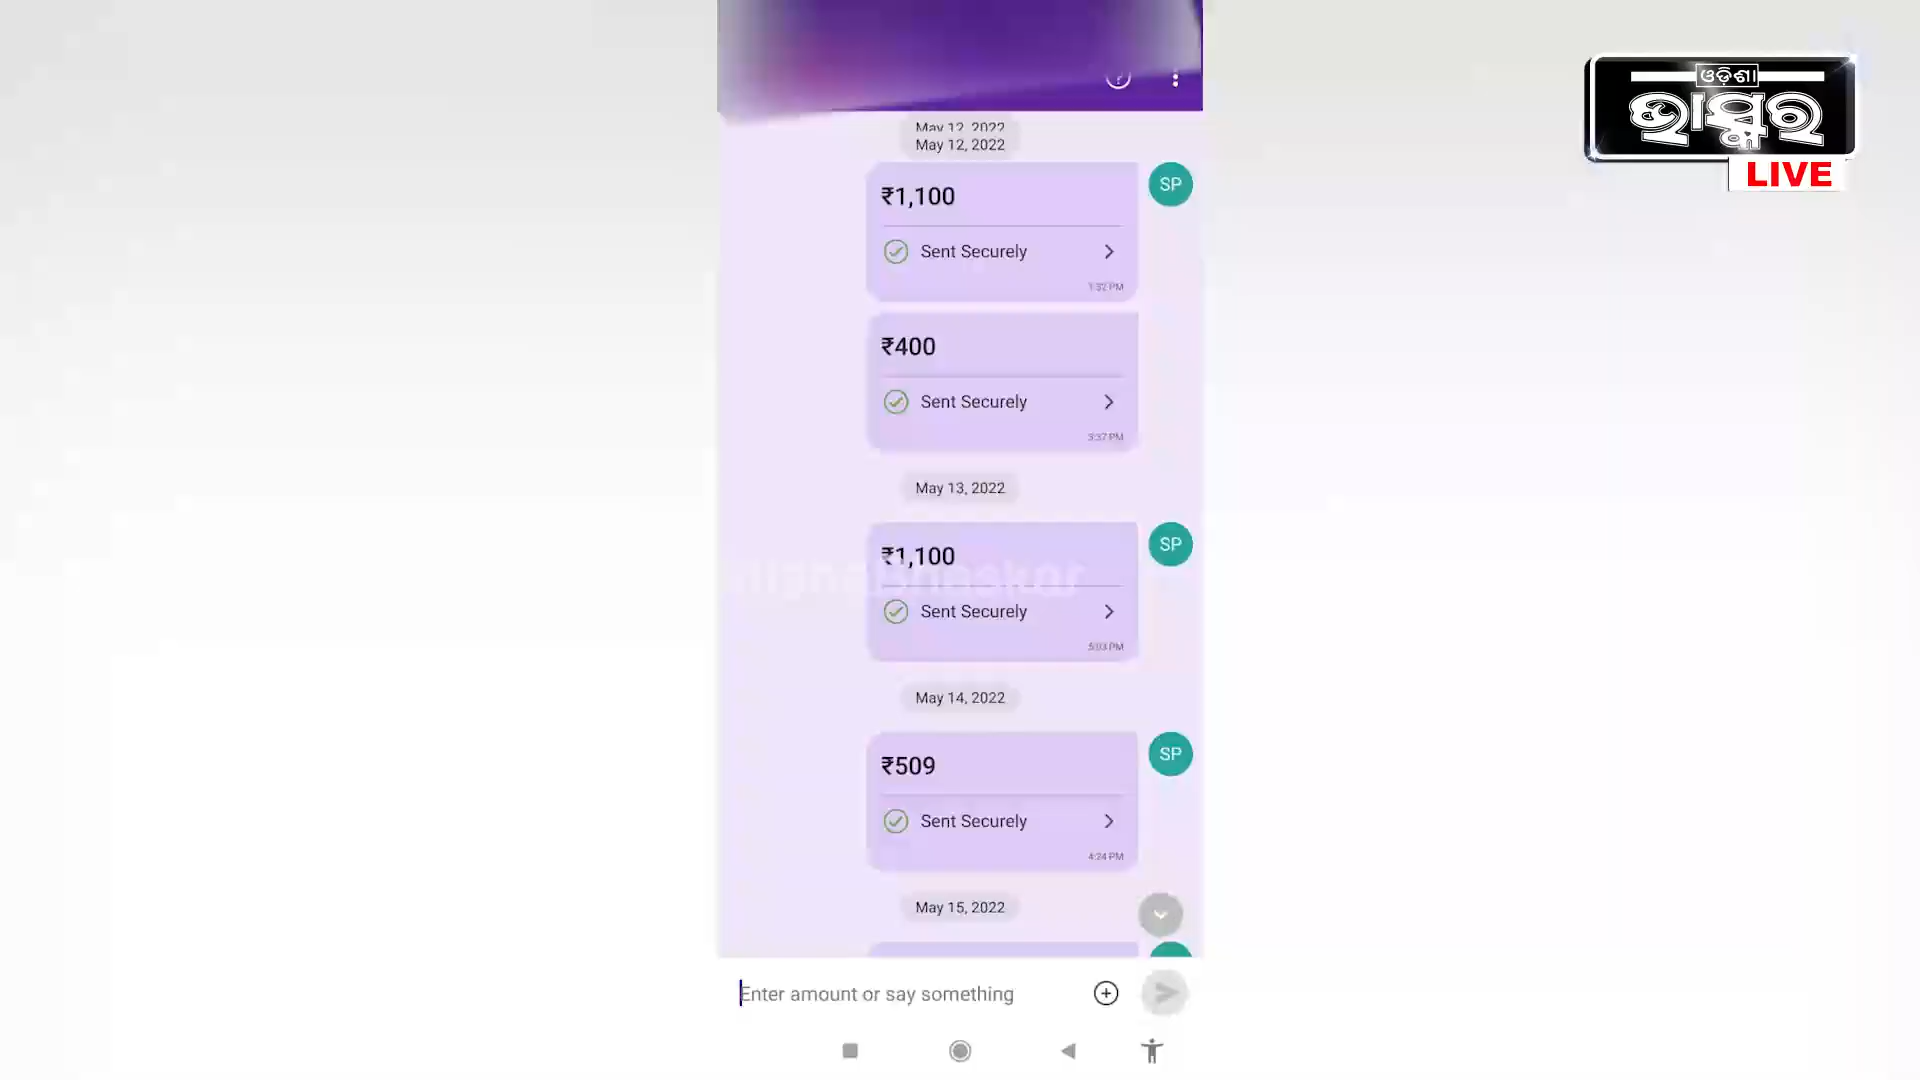 ଓଡ଼ିଶା
ଭାସ୍କର
LIVE
May 12, 2022
May 12, 2022
₹1,100
SP
Sent Securely
1:32 PM
₹400
Sent Securely
3:37 PM
May 13, 2022
₹1,100
SP
Sent Securely
5:03 PM
May 14, 2022
₹509
SP
Sent Securely
4:24 PM
May 15, 2022
Enter amount or say something